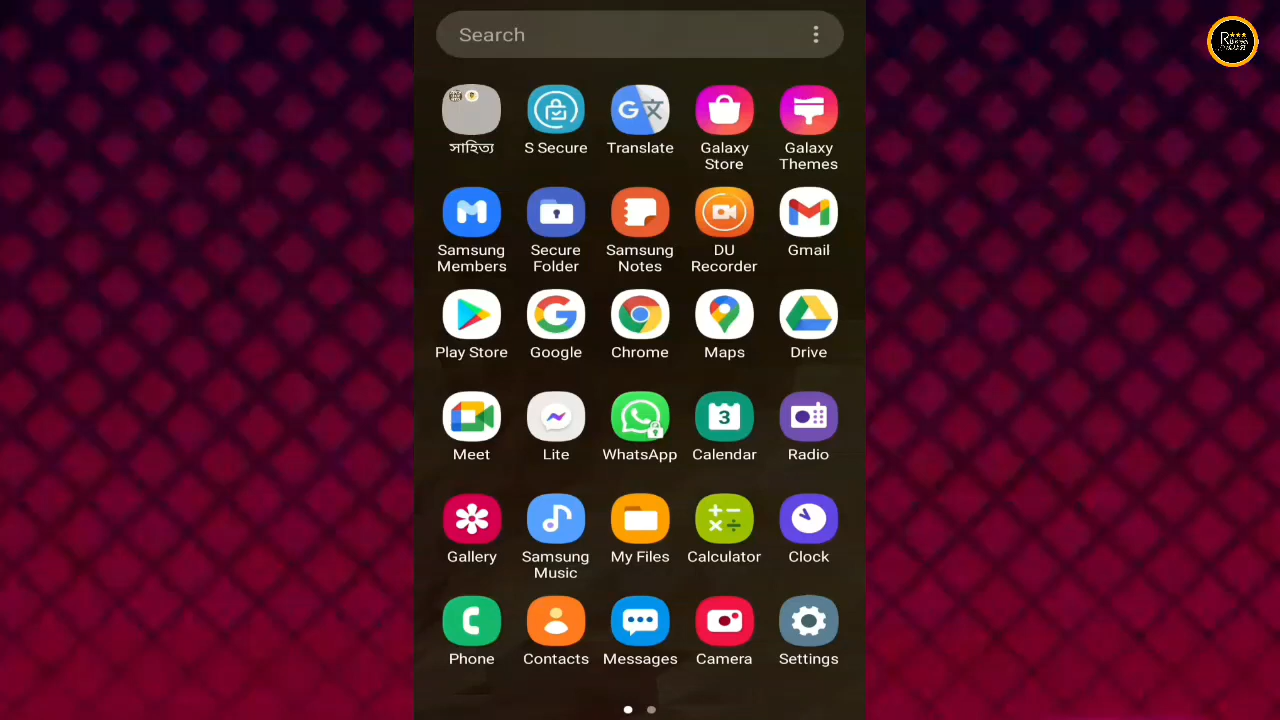 Search
সাহিত্য
S Secure
Translate
Galaxy
Store
Galaxy
Themes
Samsung
Members
Secure
Folder
Samsung
Notes
DU
Recorder
Gmail
Play Store
Google
Chrome
Maps
Drive
Meet
Lite
WhatsApp
3
Calendar
Radio
Gallery
Samsung
Music
My Files
Calculator
Clock
Phone
Contacts
Messages
Camera
Settings